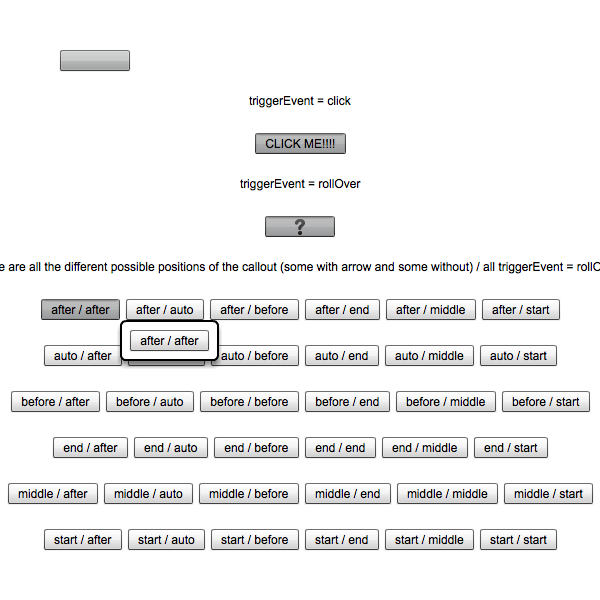 triggerEvent = click
CLICK ME!!!!
triggerEvent = rollOver
?
are all the different possible positions of the callout (some with arrow and some without) / all triggerEvent =
after / after after / auto after / before after / end after / middle after / start
after / after
auto / after auto / before auto / end auto / middle auto / start
before / after before / auto before / before before / end before / middle before / start
end / after end / auto end / before end / end end / middle end / start
middle / after middle / auto middle / before middle / end middle / middle middle / start
start / after start / auto start / before start / end start / middle start / start